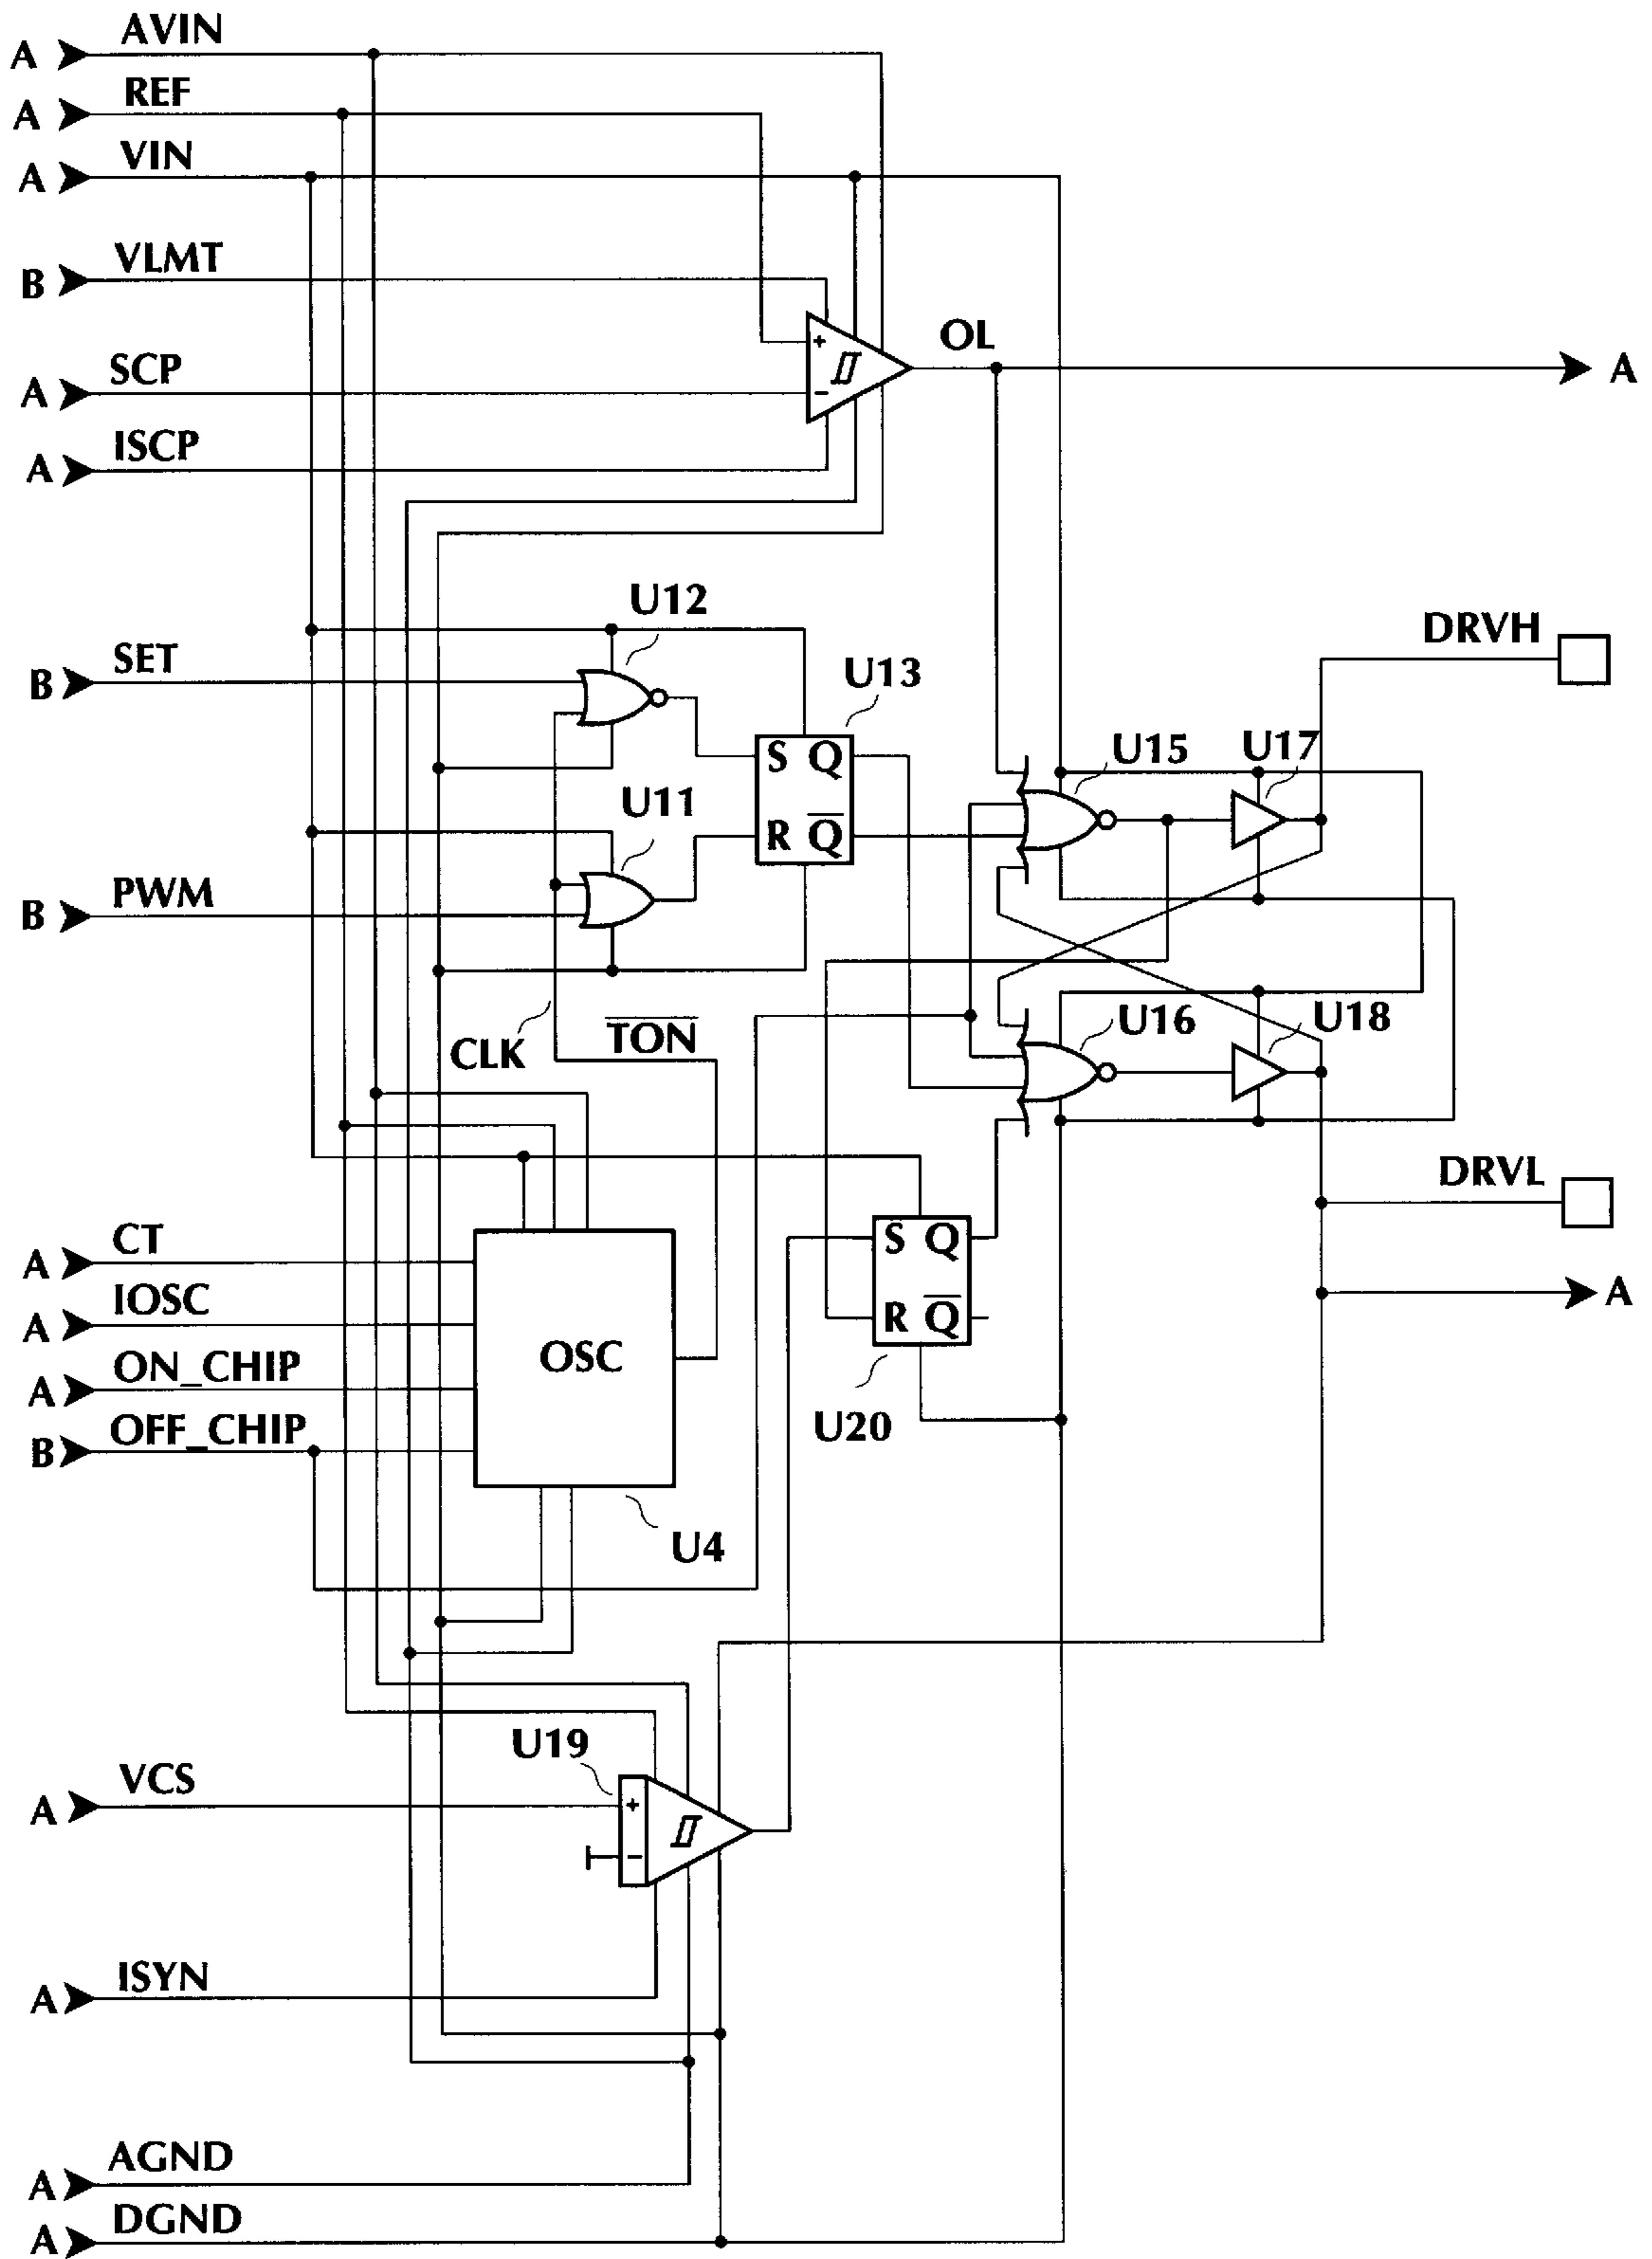 AVIN
A
REF
A
VIN
A
VLMT
B
OL
A
SCP
A
+
−
ISCP
A
U12
DRVH
SET
B
U13
S Q
R Q̅
U15
U17
U11
PWM
B
CLK
T̅O̅N̅
U16
U18
DRVL
S Q
R Q̅
U20
A
CT
A
IOSC
A
OSC
ON_CHIP
A
OFF_CHIP
B
U4
U19
VCS
A
+
−
ISYN
A
AGND
A
DGND
A